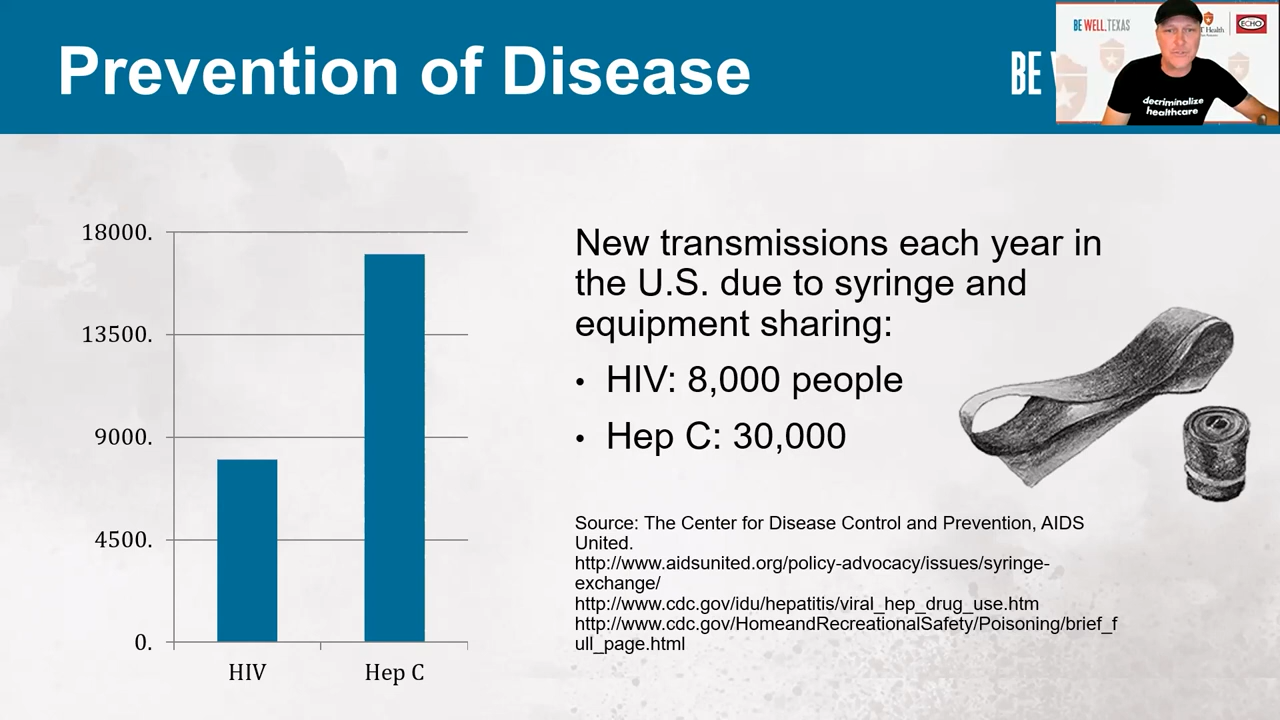 Prevention of Disease
BE
BE WELL.TEXAS
Health
ECHO
decriminalize
healthcare
18000.
13500.
9000.
4500.
0.
HIV
Hep C
New transmissions each year in
the U.S. due to syringe and
equipment sharing:
• HIV: 8,000 people
• Hep C: 30,000
Source: The Center for Disease Control and Prevention, AIDS
United.
http://www.aidsunited.org/policy-advocacy/issues/syringe-
exchange/
http://www.cdc.gov/idu/hepatitis/viral_hep_drug_use.htm
http://www.cdc.gov/HomeandRecreationalSafety/Poisoning/brief_f
ull_page.html